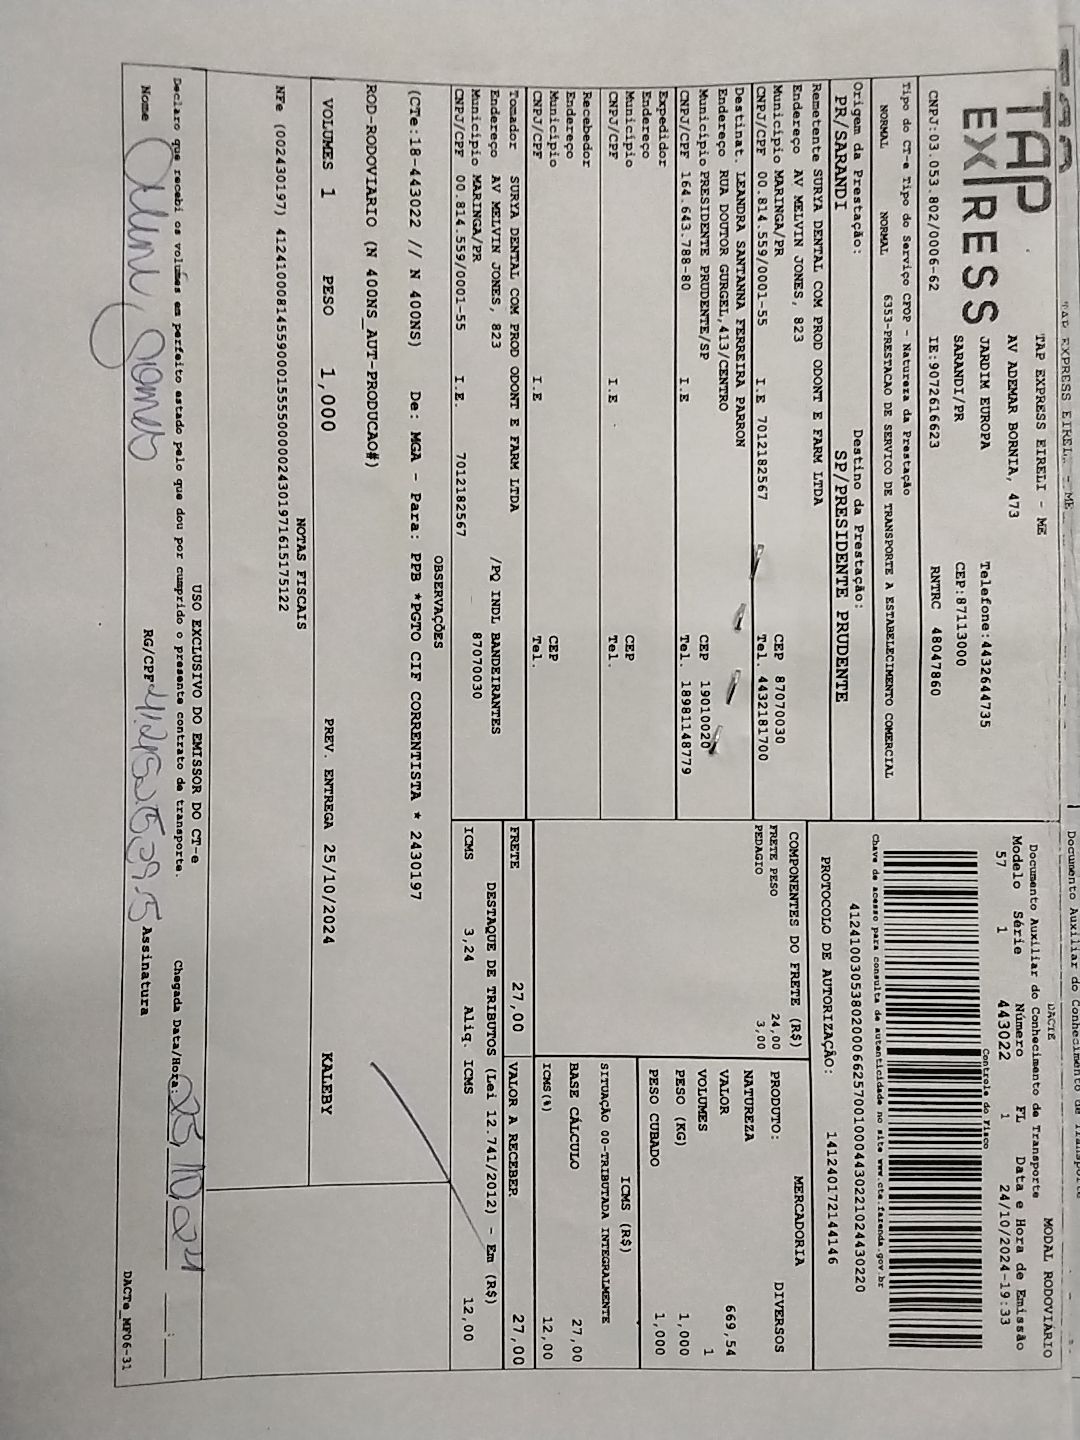 TAP EXPRESS EIRELI - ME
AV ADEMAR BORNIA, 473
JARDIM EUROPA
SARANDI/PR
Telefone:4432644735
CEP:87113000
TAP
EXPRESS
CNPJ:03.053.802/0006-62 IE:9072616623 RNTRC 48047860
Tipo do CT-e Tipo do Serviço CFOP - Natureza da Prestação
NORMAL NORMAL 6353-PRESTACAO DE SERVICO DE TRANSPORTE A ESTABELECIMENTO COMERCIAL
Origem da Prestação: Destino da Prestação:
PR/SARANDI SP/PRESIDENTE PRUDENTE
DACTE MODAL RODOVIÁRIO
Documento Auxiliar do Conhecimento de Transporte
Modelo Série Número FL Data e Hora de Emissão
57 1 443022 1 24/10/2024-19:33
Controle do Fisco
Chave de acesso para consulta de autenticidade no site www.cte.fazenda.gov.br
41241003053802000662570010004430221024430220
PROTOCOLO DE AUTORIZAÇÃO: 141240172144146
Remetente SURYA DENTAL COM PROD ODONT E FARM LTDA
Endereço AV MELVIN JONES, 823
Município MARINGA/PR CEP 87070030
CNPJ/CPF 00.814.559/0001-55 I.E 7012182567 Tel. 4432181700
Destinat. LEANDRA SANTANNA FERREIRA PARRON
Endereço RUA DOUTOR GURGEL,413/CENTRO
Município PRESIDENTE PRUDENTE/SP CEP 19010020
CNPJ/CPF 164.643.788-80 I.E Tel. 18981148779
Expedidor
Endereço
Município CEP
CNPJ/CPF I.E Tel.
Recebedor
Endereço
Município CEP
CNPJ/CPF I.E Tel.
Tomador SURYA DENTAL COM PROD ODONT E FARM LTDA
Endereço AV MELVIN JONES, 823 /PQ INDL BANDEIRANTES
Município MARINGA/PR 87070030
CNPJ/CPF 00.814.559/0001-55 I.E. 7012182567
COMPONENTES DO FRETE (R$)
FRETE PESO 24,00
PEDAGIO 3,00
MERCADORIA
PRODUTO: DIVERSOS
NATUREZA
VALOR 669,54
VOLUMES 1
PESO (KG) 1,000
PESO CUBADO 1,000
ICMS (R$)
SITUAÇÃO 00-TRIBUTADA INTEGRALMENTE
BASE CÁLCULO 27,00
ICMS(%) 12,00
FRETE 27,00 VALOR A RECEBER 27,00
DESTAQUE DE TRIBUTOS (Lei 12.741/2012) - Em (R$)
ICMS 3,24 Aliq. ICMS 12,00
OBSERVAÇÕES
(CTe:18-443022 // N 400NS) De: MGA - Para: PPB *PGTO CIF CORRENTISTA * 2430197
ROD-RODOVIARIO (N 400NS_AUT-PRODUCAO#)
VOLUMES 1 PESO 1,000 PREV. ENTREGA 25/10/2024 KALEBY
NOTAS FISCAIS
NFe (002430197) 41241000814559000155550000024301971615175122
USO EXCLUSIVO DO EMISSOR DO CT-e
Declaro que recebi os volumes em perfeito estado pelo que dou por cumprido o presente contrato de transporte.
Nome RG/CPF Assinatura Chegada Data/Hora: 25/10/24 :
DACTe_MF06-31